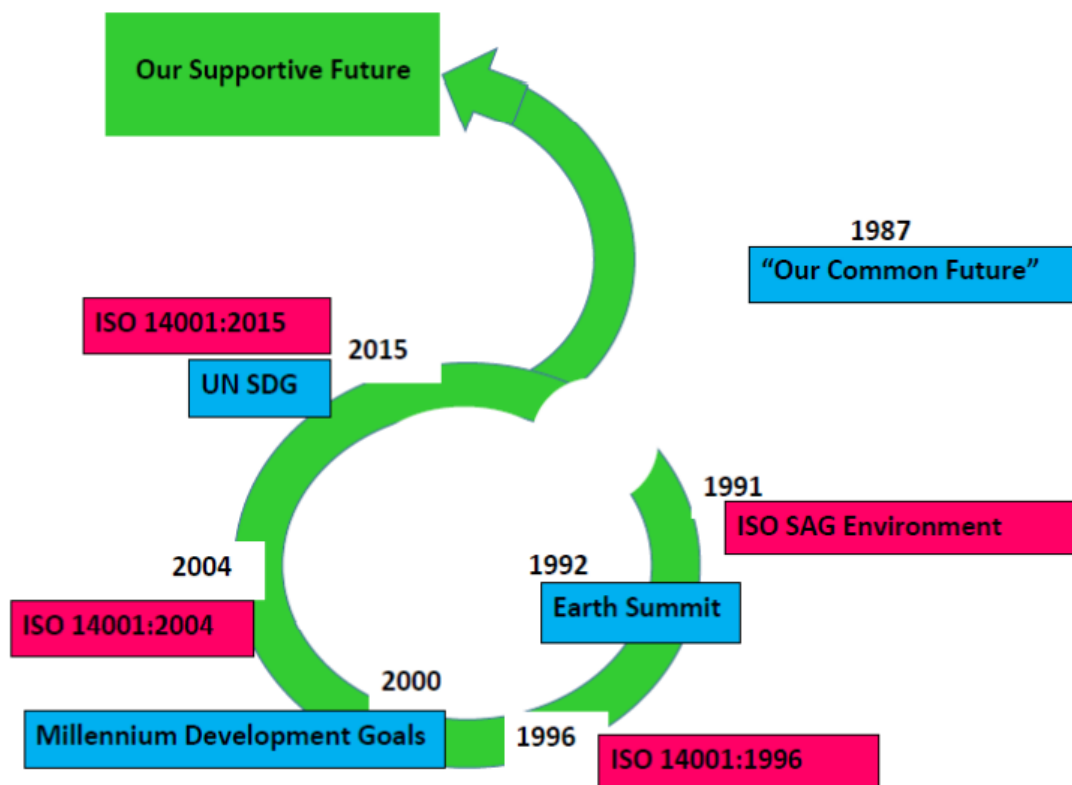 Our Supportive Future
1987
“Our Common Future”
ISO 14001:2015
2015
UN SDG
1991
ISO SAG Environment
2004
1992
Earth Summit
ISO 14001:2004
2000
Millennium Development Goals
1996
ISO 14001:1996